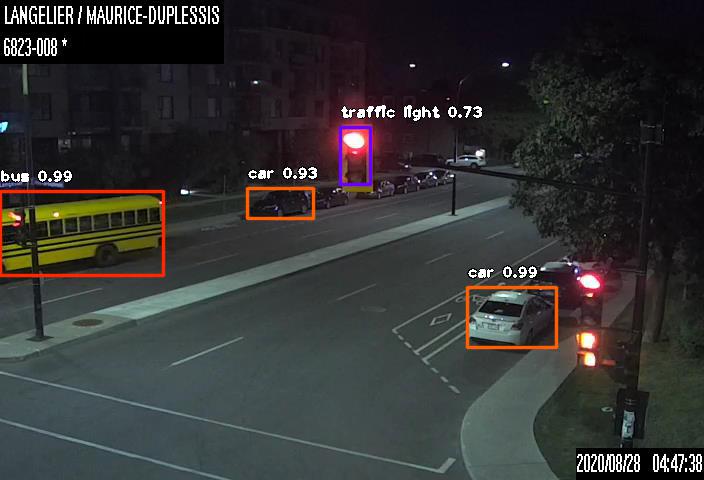 LANGELIER / MAURICE-DUPLESSIS
6823-008 *
traffic light 0.73
bus 0.99
car 0.93
car 0.99
2020/08/28 04:47:38